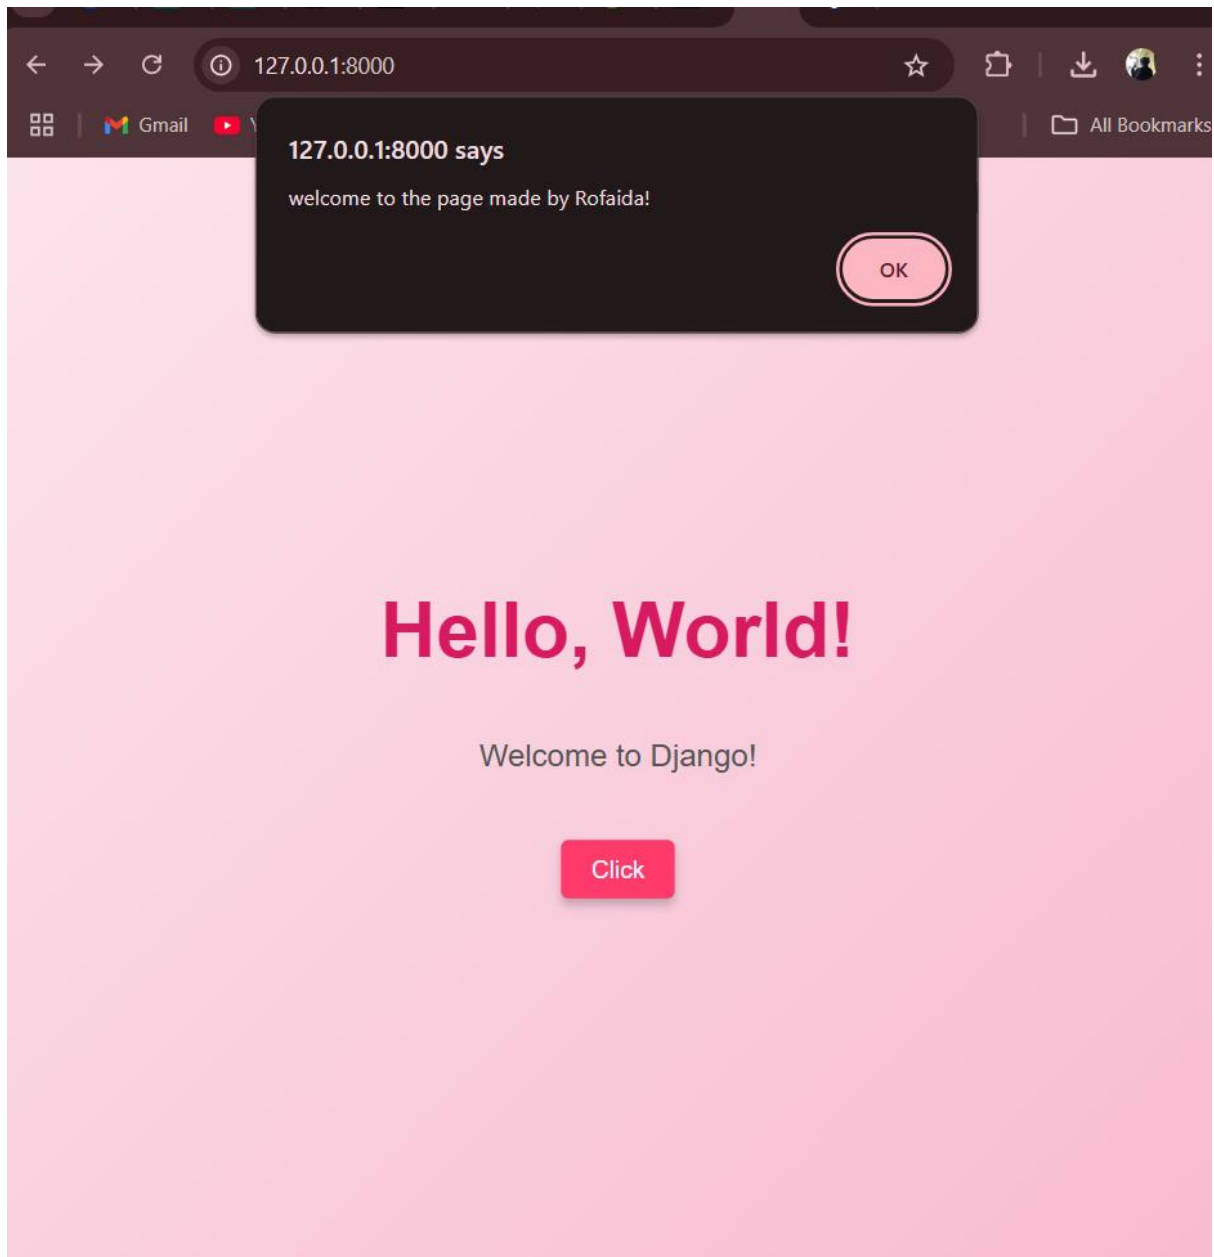 127.0.0.1:8000
Gmail
All Bookmarks
127.0.0.1:8000 says
welcome to the page made by Rofaida!
OK
Hello, World!
Welcome to Django!
Click